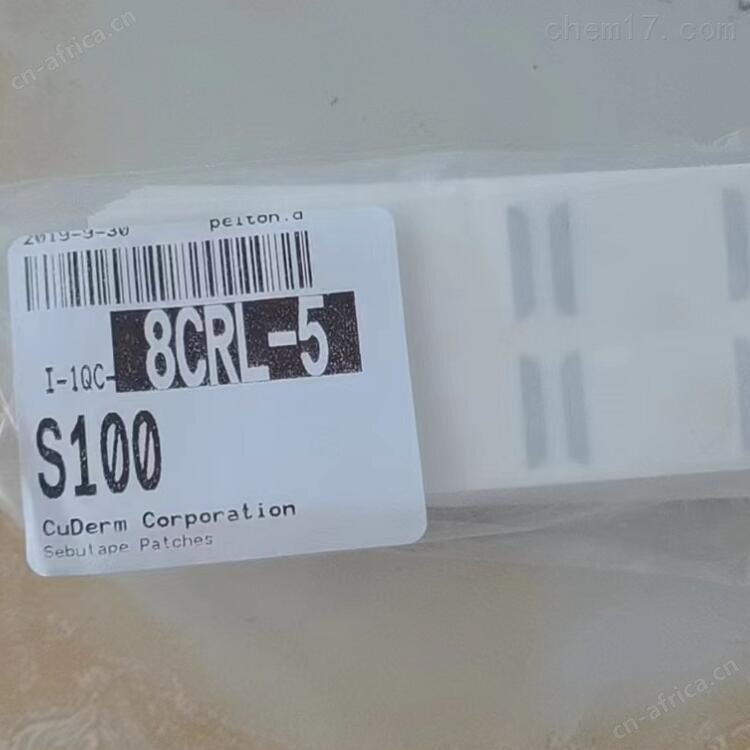 chem17.com
cn-africa.cn
2019-9-30 pelton.a
I-1QC-8CRL-5
S100
CuDerm Corporation
Sebutape Patches
cn-africa.cn